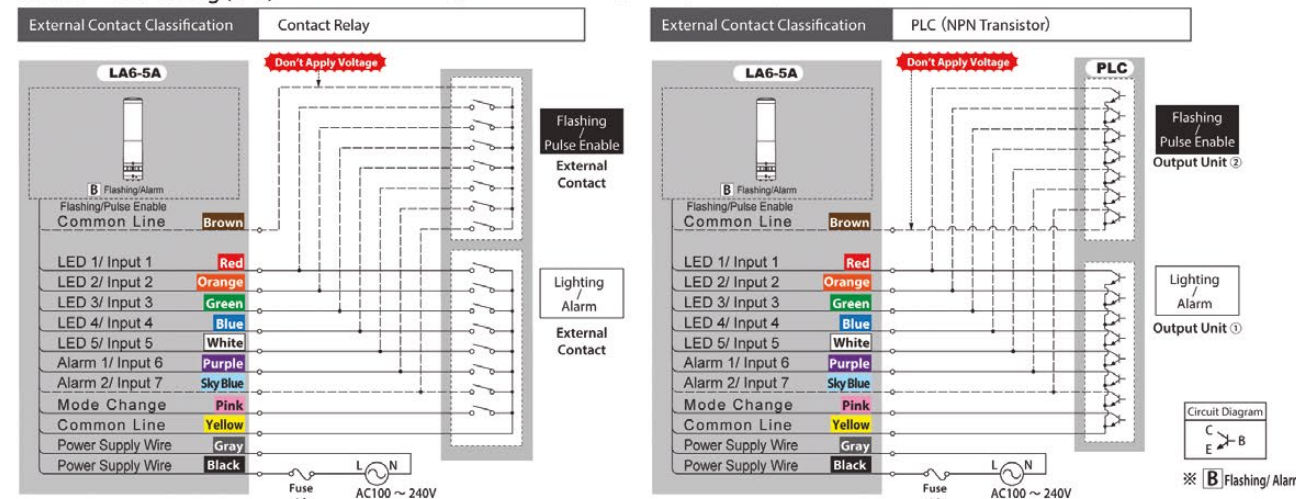 External Contact Classification Contact Relay
Don't Apply Voltage
LA6-5A
B Flashing/Alarm
Flashing/Pulse Enable
Common Line Brown
LED 1/ Input 1 Red
LED 2/ Input 2 Orange
LED 3/ Input 3 Green
LED 4/ Input 4 Blue
LED 5/ Input 5 White
Alarm 1/ Input 6 Purple
Alarm 2/ Input 7 Sky Blue
Mode Change Pink
Common Line Yellow
Power Supply Wire Gray
Power Supply Wire Black
Fuse
L N
AC100 ~ 240V
Flashing
/
Pulse Enable
External
Contact
Lighting
/
Alarm
External
Contact
External Contact Classification PLC (NPN Transistor)
Don't Apply Voltage
LA6-5A
PLC
B Flashing/Alarm
Flashing/Pulse Enable
Common Line Brown
LED 1/ Input 1 Red
LED 2/ Input 2 Orange
LED 3/ Input 3 Green
LED 4/ Input 4 Blue
LED 5/ Input 5 White
Alarm 1/ Input 6 Purple
Alarm 2/ Input 7 Sky Blue
Mode Change Pink
Common Line Yellow
Power Supply Wire Gray
Power Supply Wire Black
Fuse
L N
AC100 ~ 240V
Flashing
/
Pulse Enable
Output Unit ②
Lighting
/
Alarm
Output Unit ①
Circuit Diagram
C
B
E
※ B Flashing/ Alarm